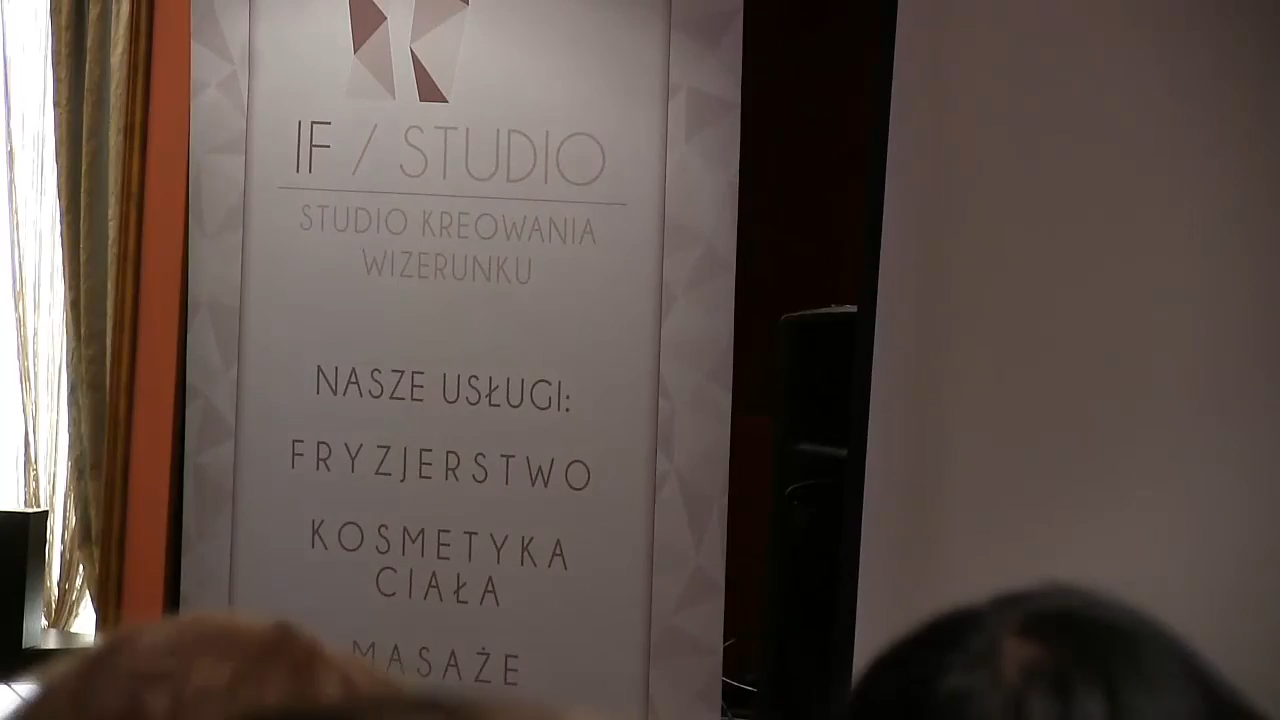 IF / STUDIO
STUDIO KREOWANIA
WIZERUNKU
NASZE USŁUGI:
FRYZJERSTWO
KOSMETYKA
CIAŁA
MASAŻE